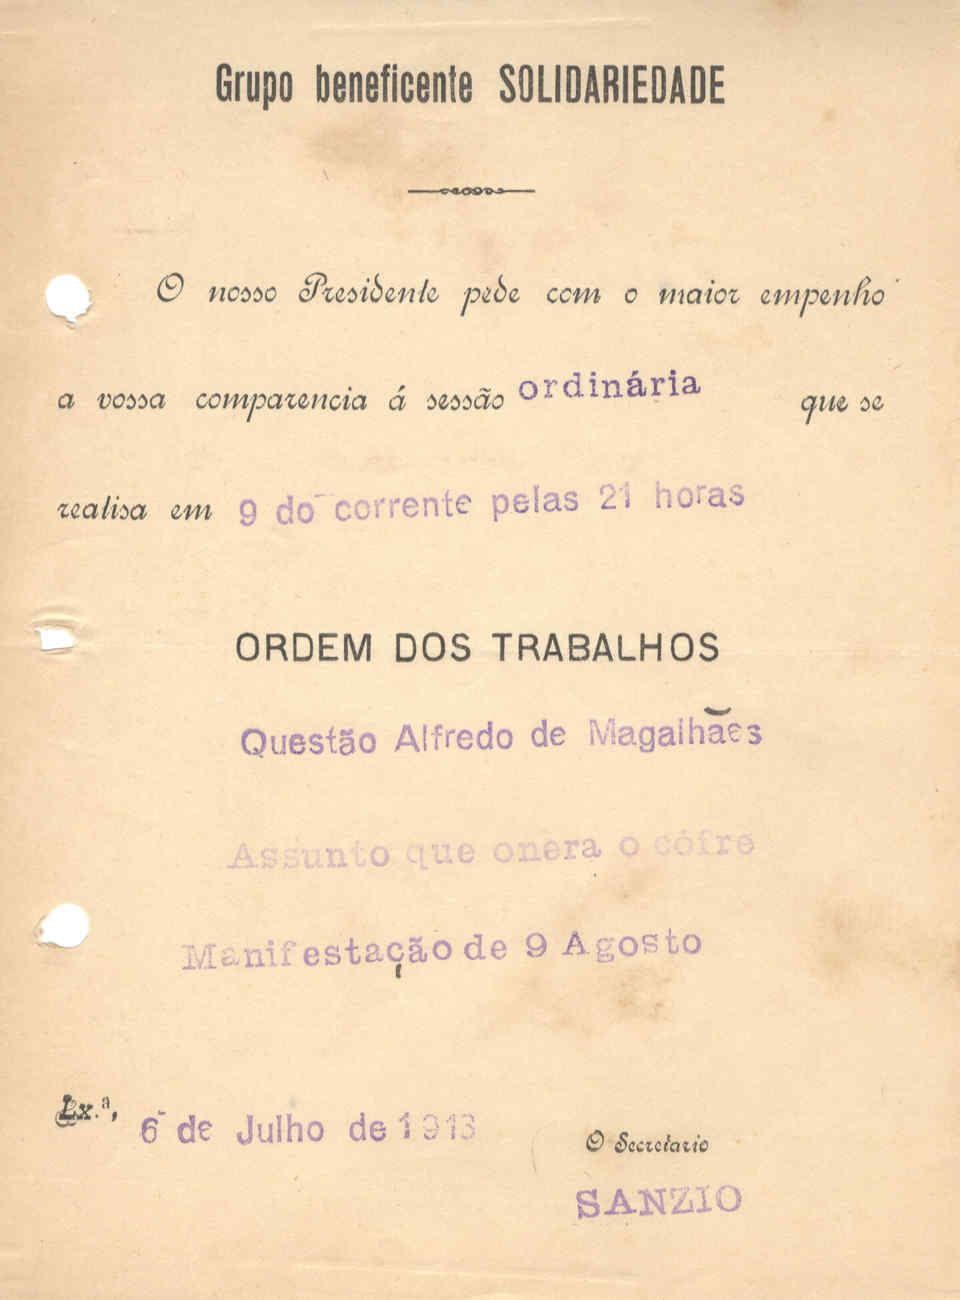 Grupo beneficente SOLIDARIEDADE
O nosso Presidente pede com o maior empenho
a vossa comparencia á sessão ordinária que se
realisa em 9 do corrente pelas 21 horas
ORDEM DOS TRABALHOS
Questão Alfredo de Magalhães
Assunto que onera o cófre
Manifestação de 9 Agosto
Lx.ª, 6 de Julho de 1913
O Secretario
SANZIO